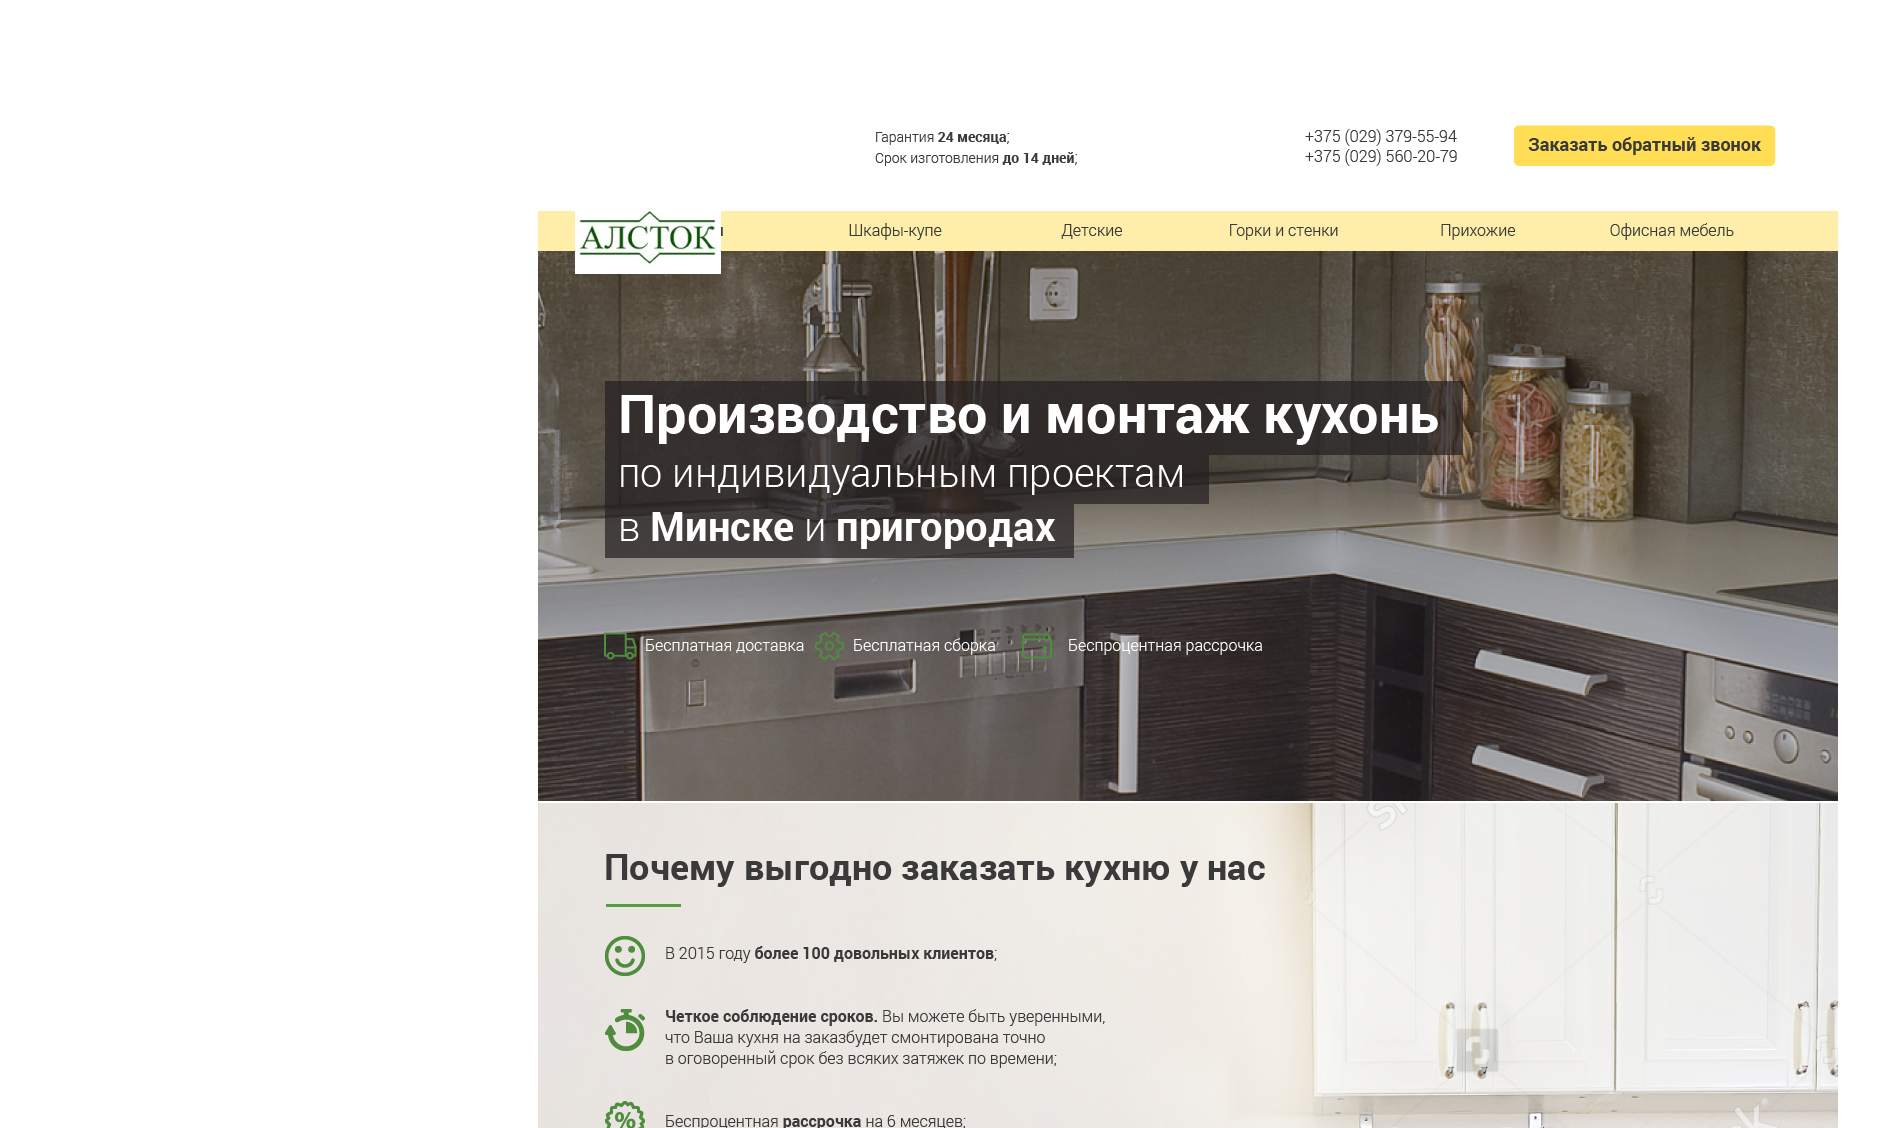 Гарантия 24 месяца;
Срок изготовления до 14 дней;
+375 (029) 379-55-94
+375 (029) 560-20-79
Заказать обратный звонок
АЛСТОК
Шкафы-купе
Детские
Горки и стенки
Прихожие
Офисная мебель
Производство и монтаж кухонь
по индивидуальным проектам
в Минске и пригородах
Бесплатная доставка
Бесплатная сборка
Беспроцентная рассрочка
Почему выгодно заказать кухню у нас
В 2015 году более 100 довольных клиентов;
Четкое соблюдение сроков. Вы можете быть уверенными,
что Ваша кухня на заказбудет смонтирована точно
в оговоренный срок без всяких затяжек по времени;
%
Беспроцентная рассрочка на 6 месяцев;